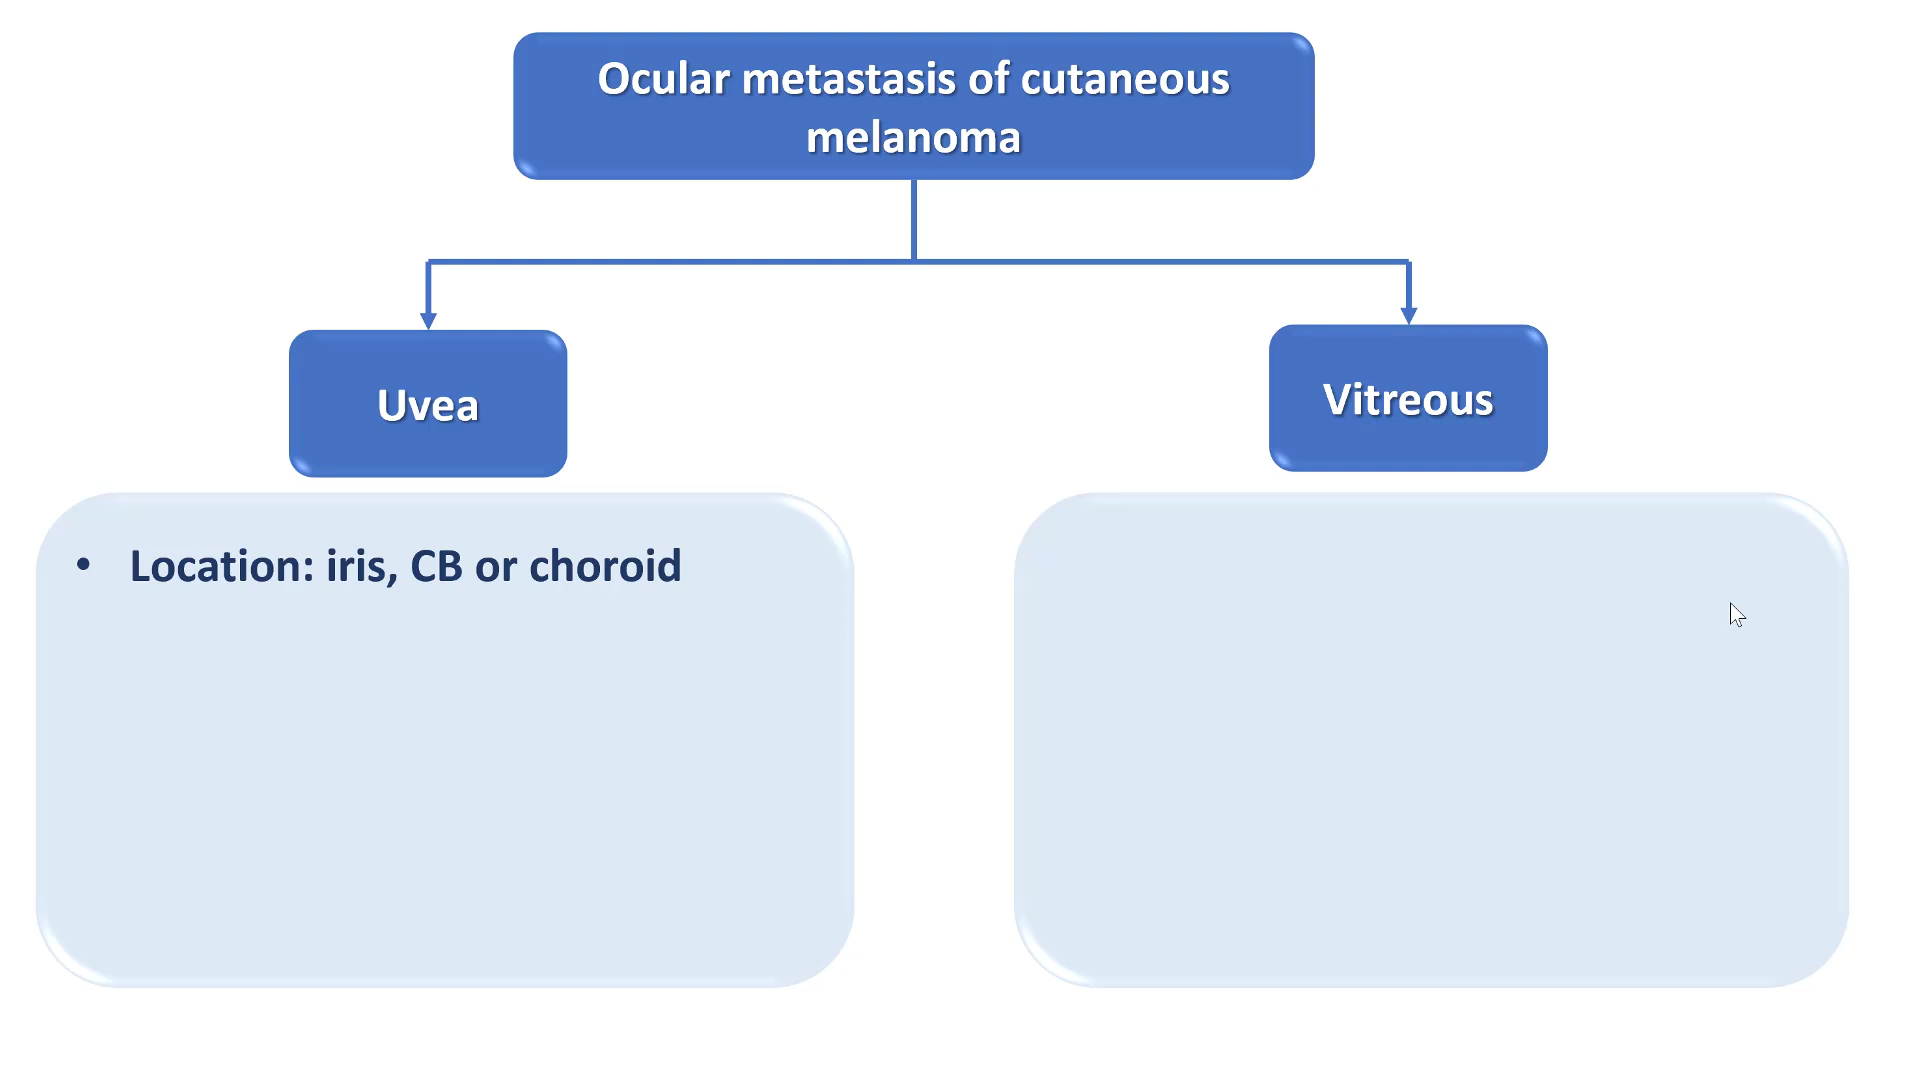 Ocular metastasis of cutaneous
melanoma
Uvea
Vitreous
• Location: iris, CB or choroid